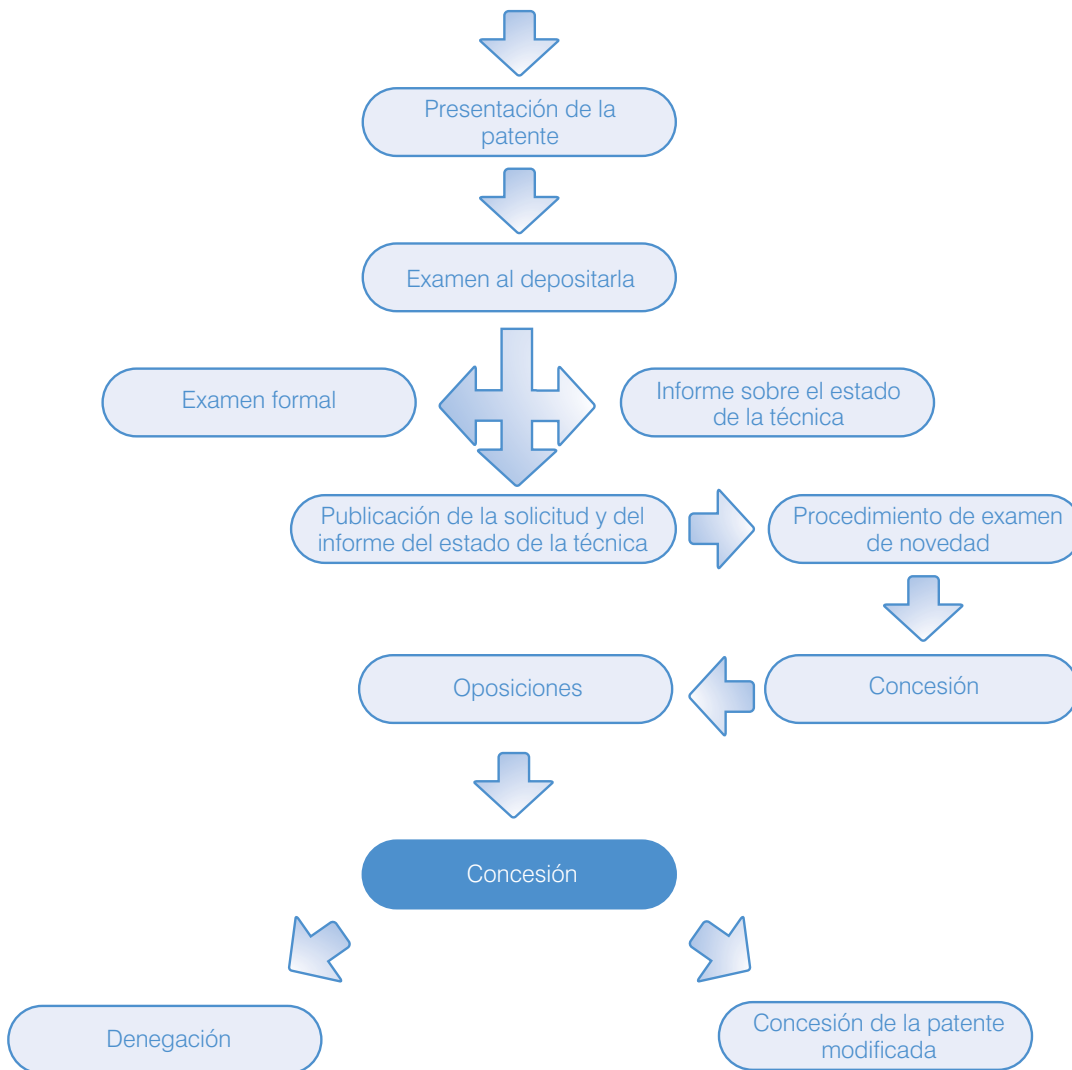 Presentación de la
patente
Examen al depositarla
Examen formal
Informe sobre el estado
de la técnica
Publicación de la solicitud y del
informe del estado de la técnica
Procedimiento de examen
de novedad
Oposiciones
Concesión
Concesión
Denegación
Concesión de la patente
modificada